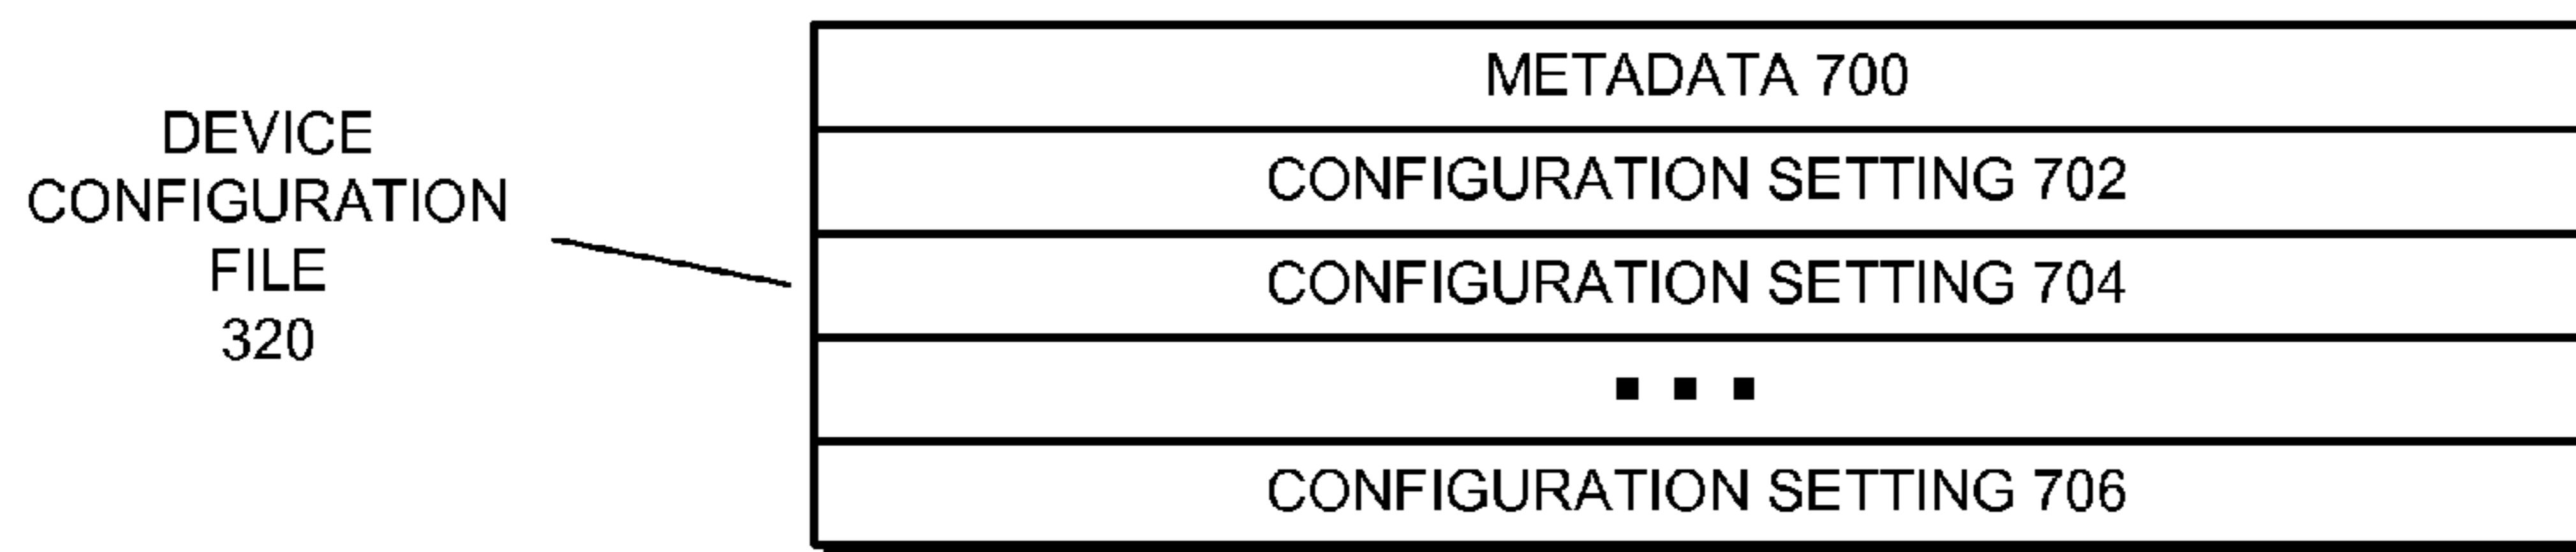 DEVICE
CONFIGURATION
FILE
320
METADATA 700
CONFIGURATION SETTING 702
CONFIGURATION SETTING 704
...
CONFIGURATION SETTING 706